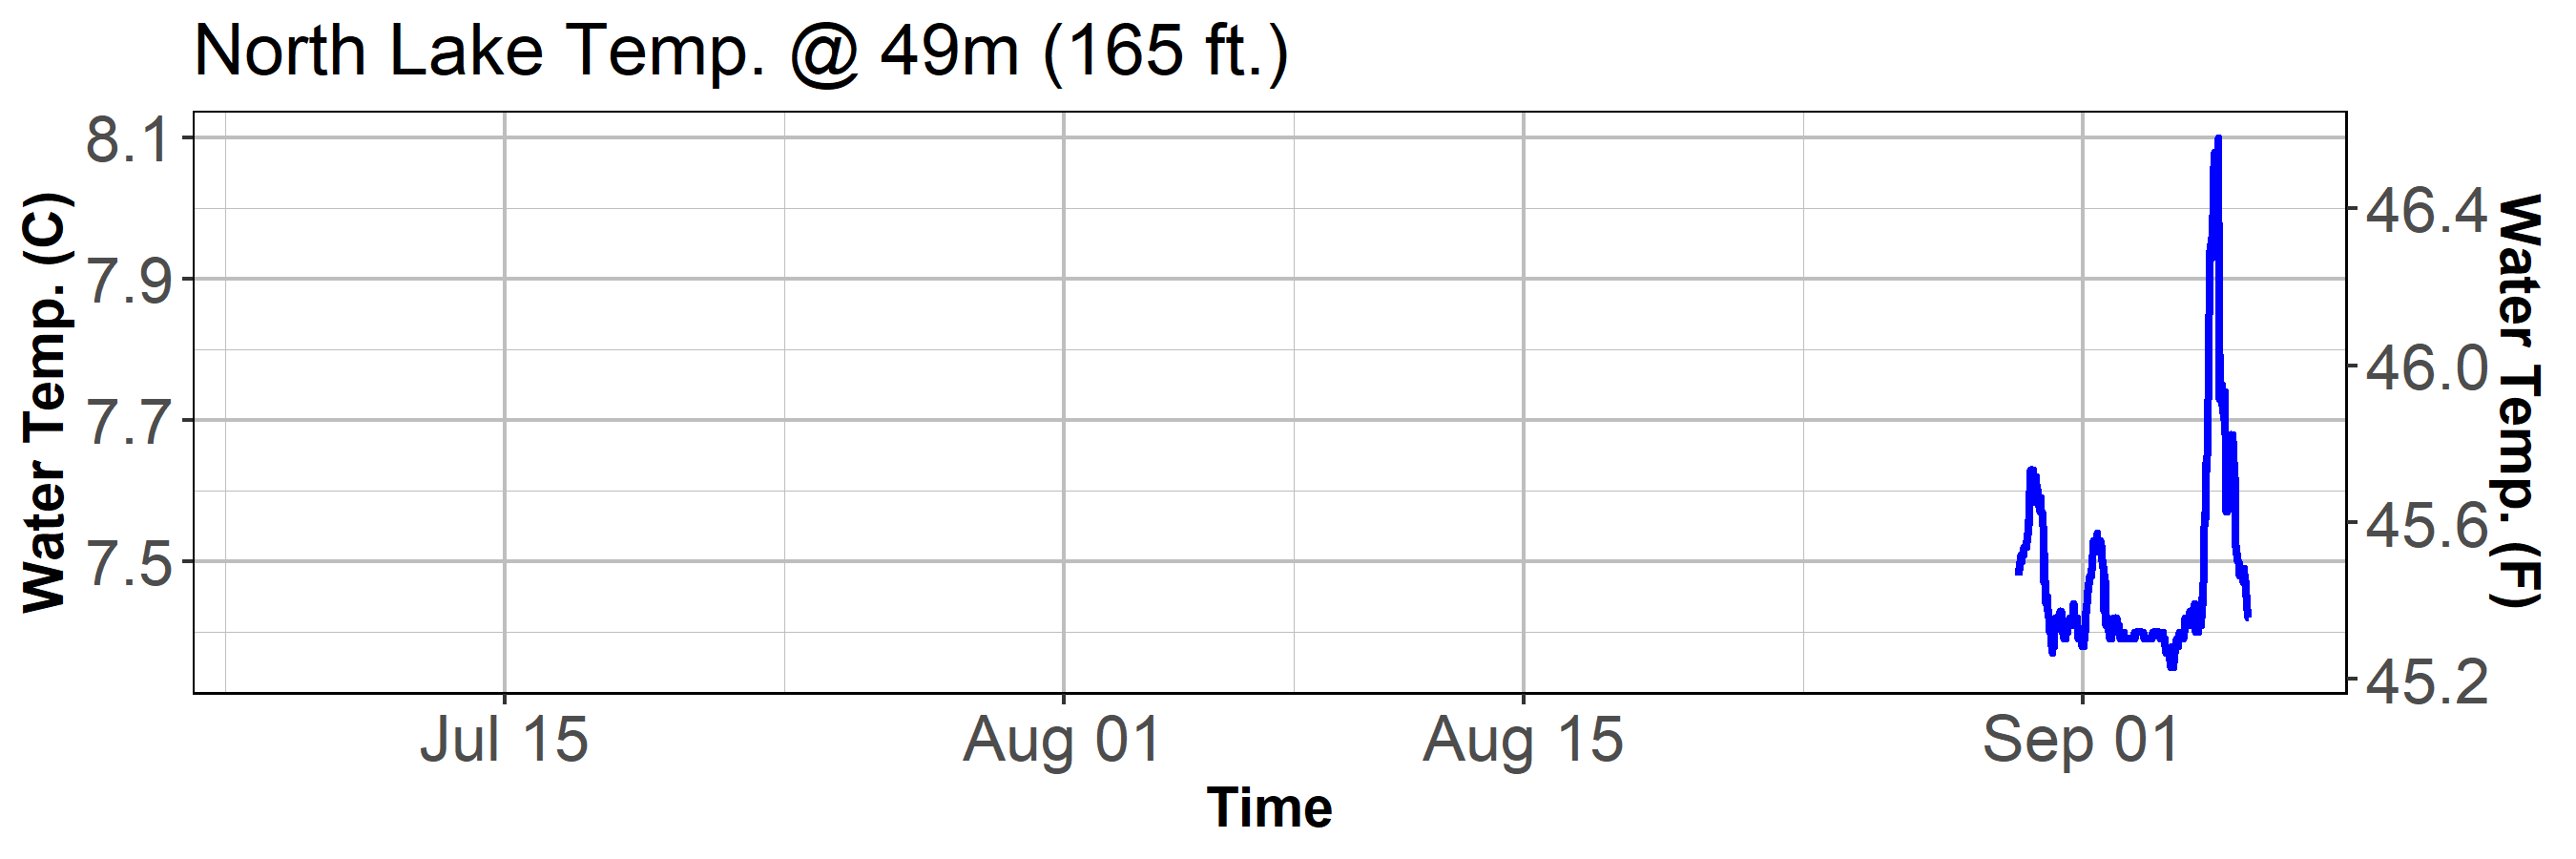 North Lake Temp. @ 49m (165 ft.)
8.1
7.9
7.7
7.5
Water Temp. (C)
46.4
46.0
45.6
45.2
Water Temp. (F)
Jul 15
Aug 01
Aug 15
Sep 01
Time